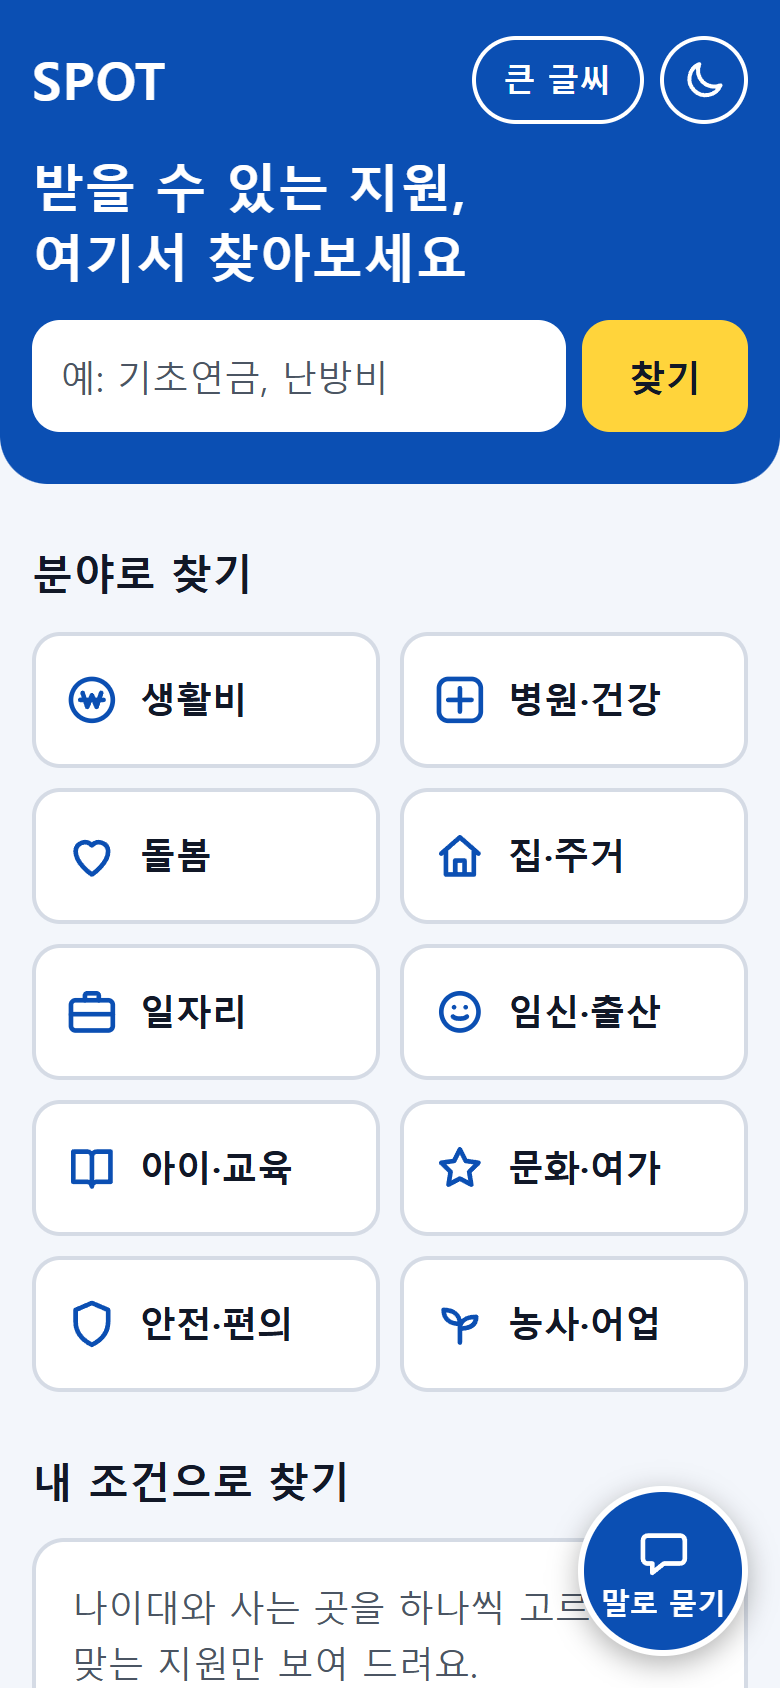 SPOT
큰 글씨
받을 수 있는 지원,
여기서 찾아보세요
예: 기초연금, 난방비
찾기
분야로 찾기
생활비
병원·건강
돌봄
집·주거
일자리
임신·출산
아이·교육
문화·여가
안전·편의
농사·어업
내 조건으로 찾기
나이대와 사는 곳을 하나씩
맞는 지원만 보여 드려요.
말로 묻기